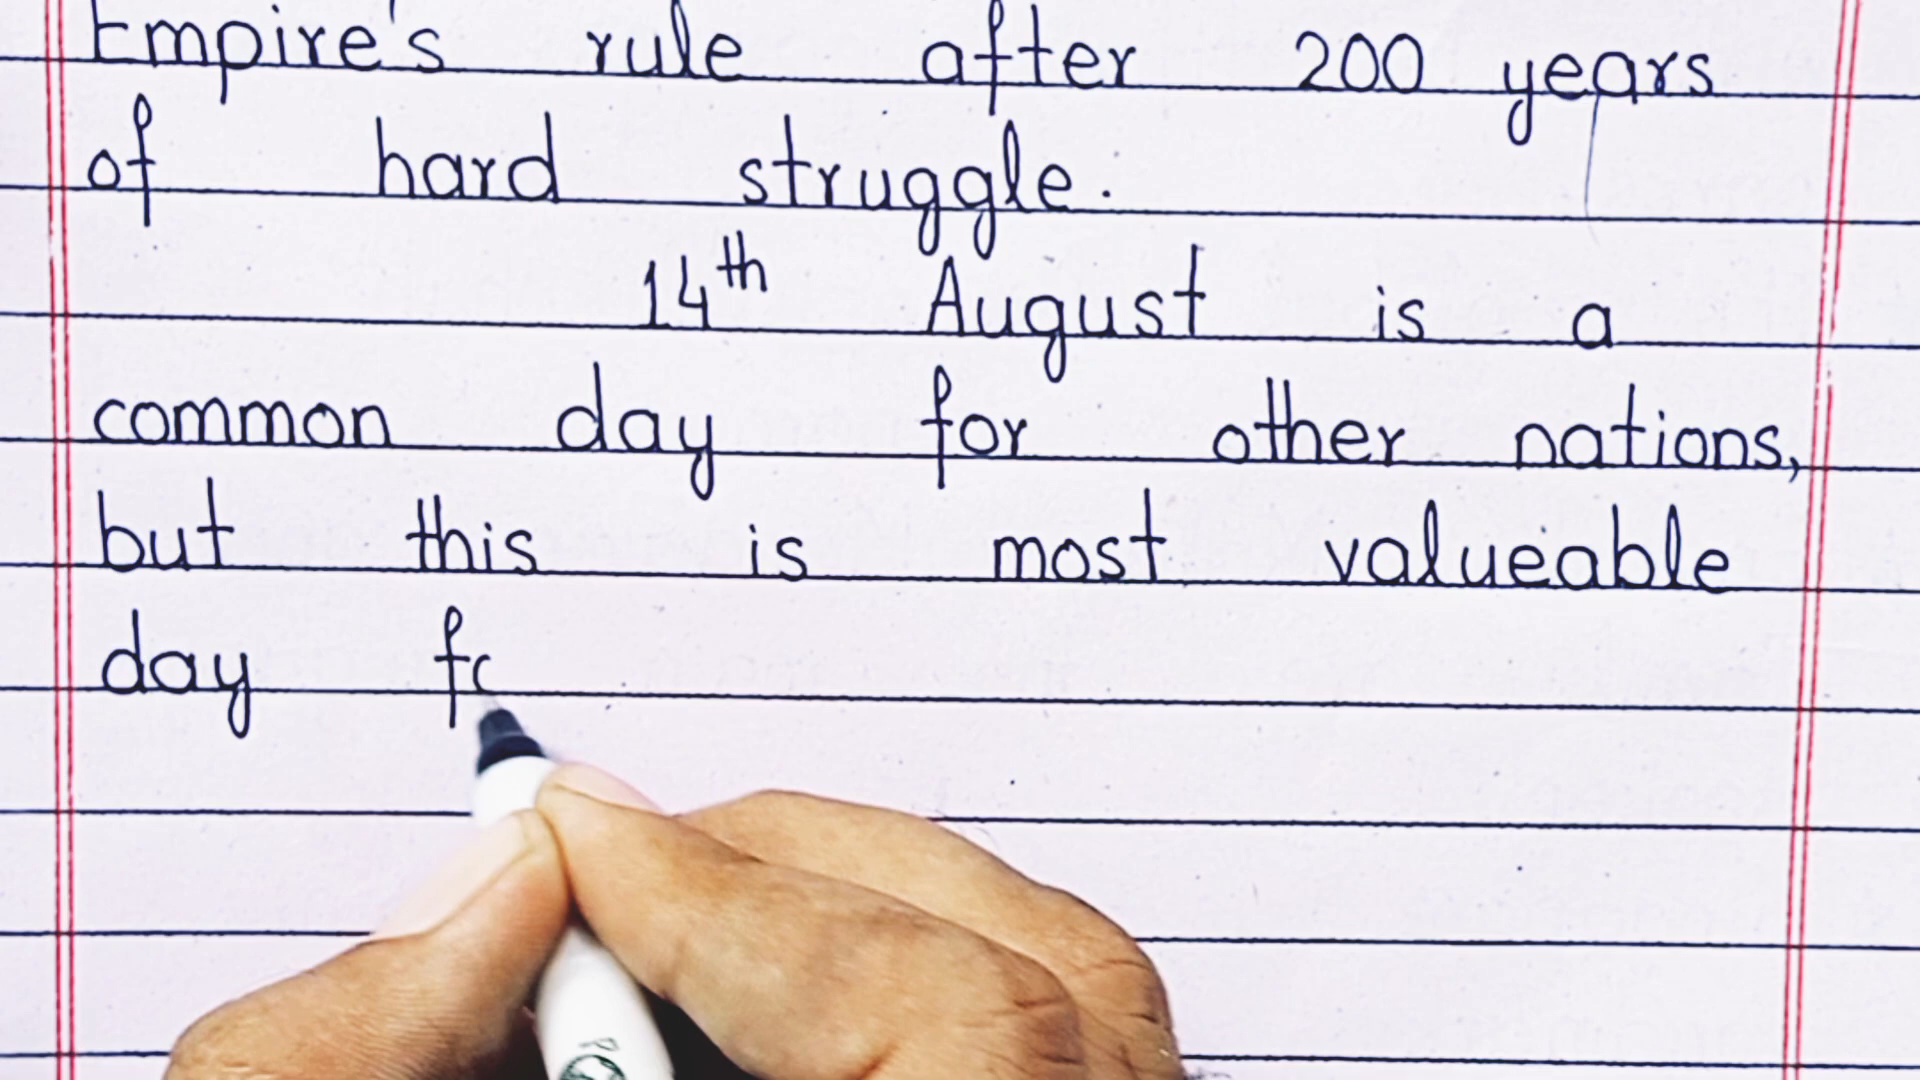 Empire's rule after 200 years
of hard struggle.
14th August is a
common day for other nations,
but this is most valueable
day fo